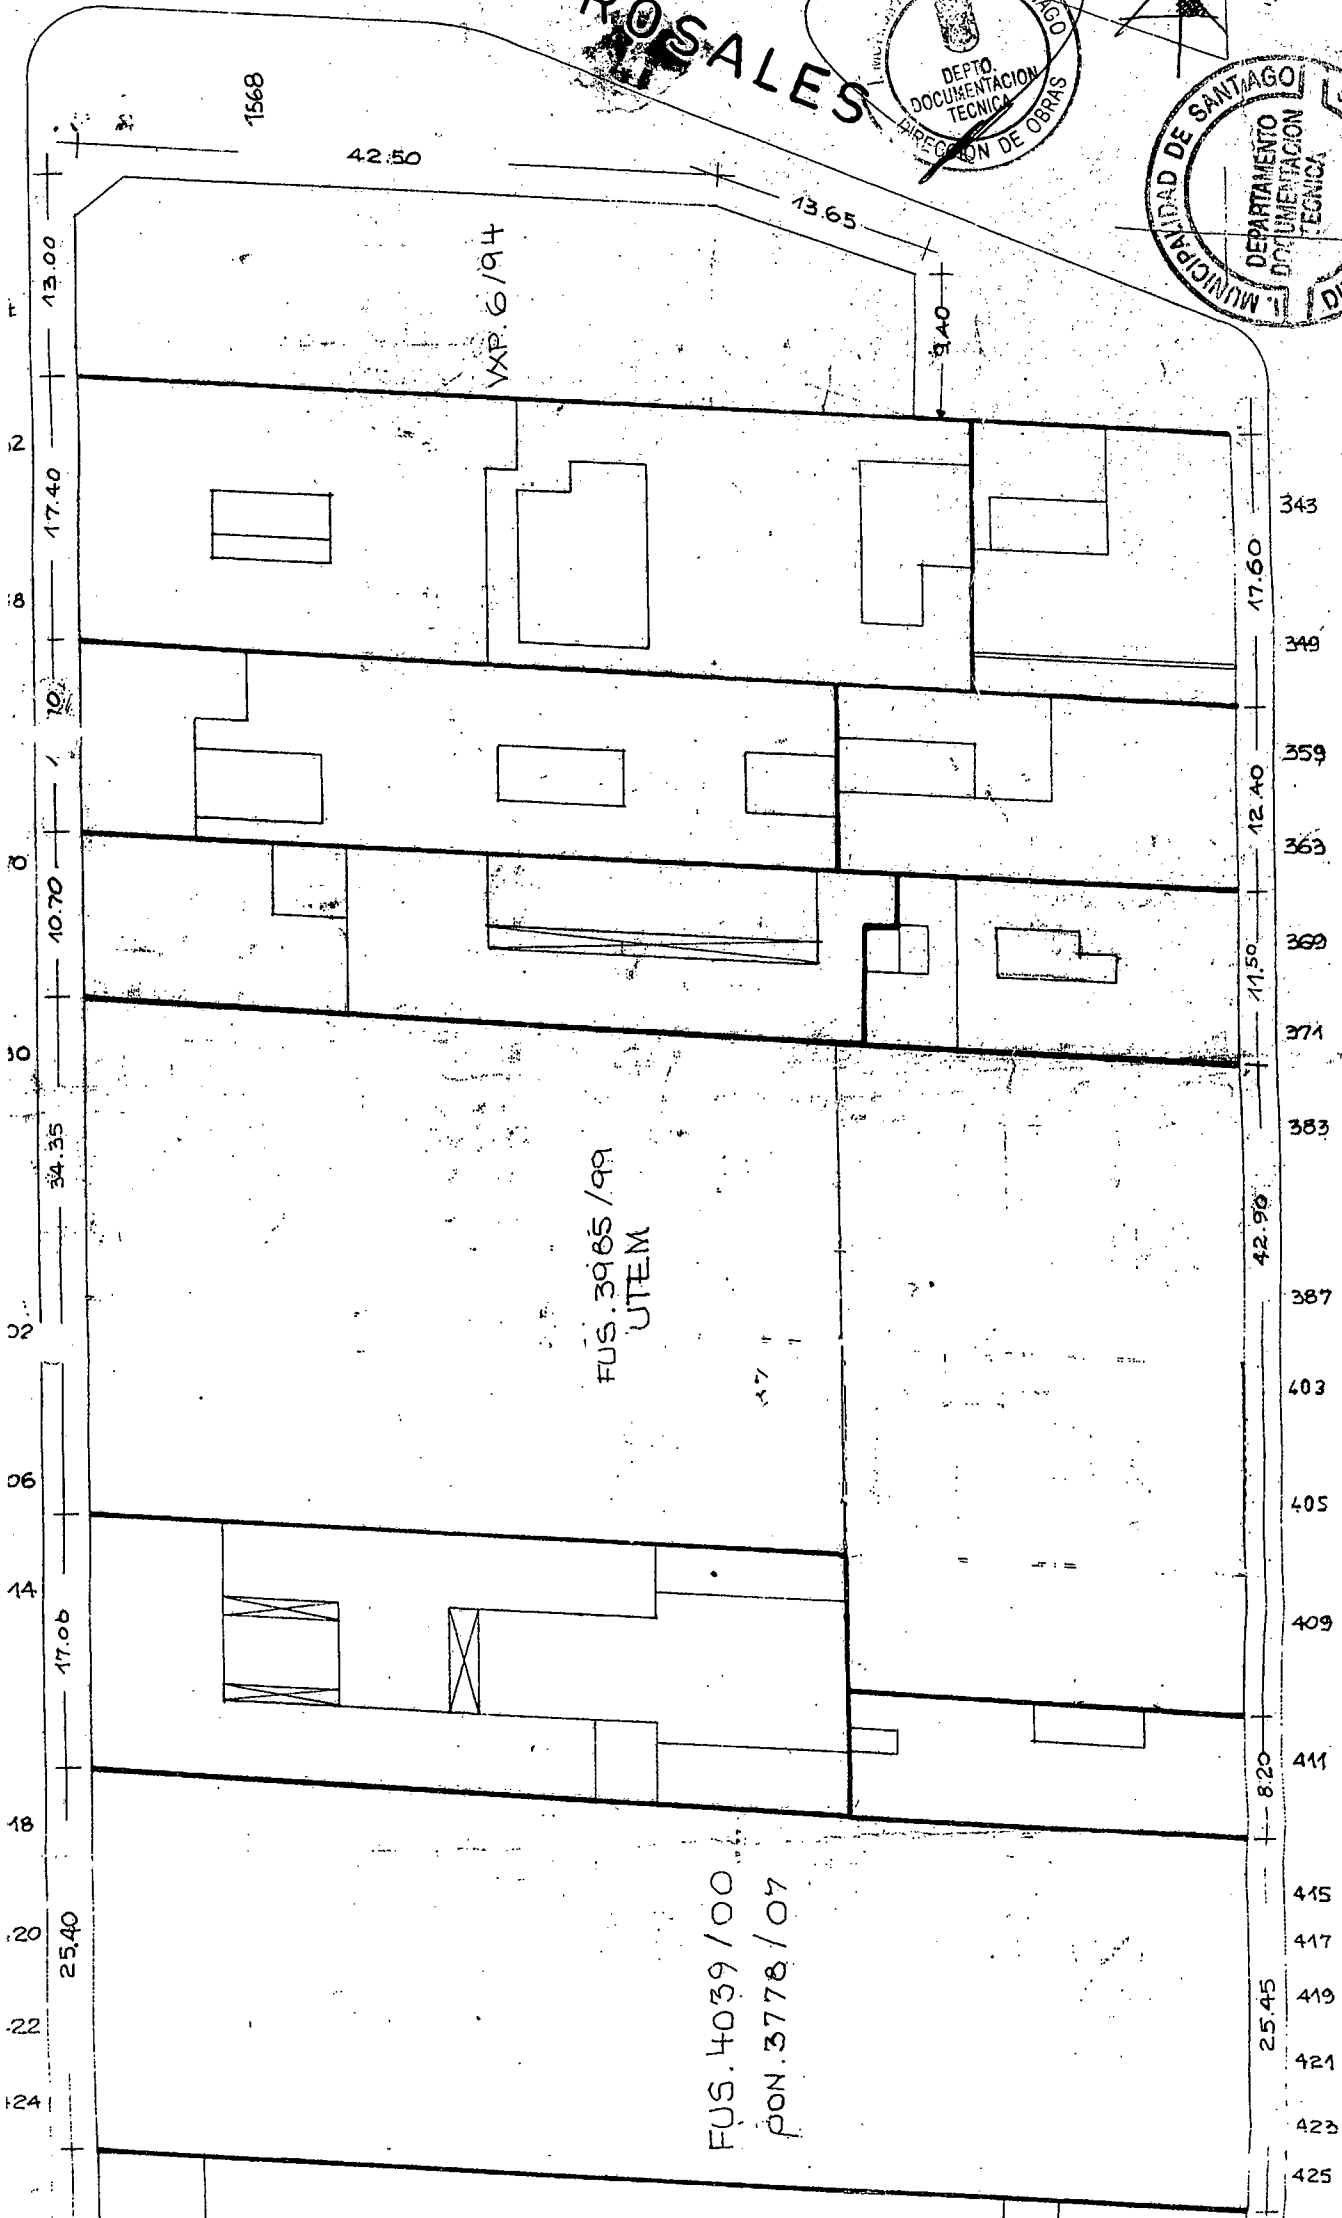 ROSALES
DEPTO.
DOCUMENTACION
TECNICA
DIRECCION DE OBRAS
I. MUNICIPALIDAD DE SANTIAGO
DEPARTAMENTO
DOCUMENTACION
TECNICA
1568
42.50
13.65
13.00
VXP. 6/94
9.40
17.40
17.60
343
349
359
12.40
363
10.70
369
11.50
371
34.35
383
42.90
387
FUS. 3985/99
UTEM
403
405
409
17.00
411
8.20
415
417
25.40
419
25.45
421
423
425
FUS. 4039/00
PON. 3778/07